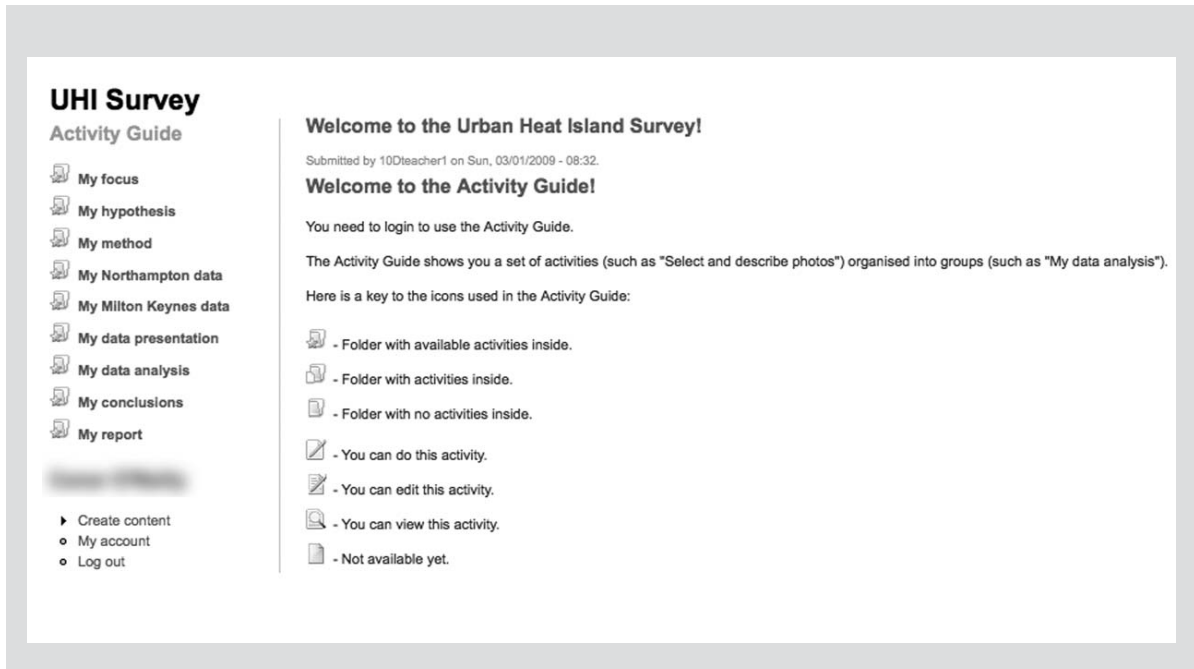 UHI Survey
Activity Guide
My focus
My hypothesis
My method
My Northampton data
My Milton Keynes data
My data presentation
My data analysis
My conclusions
My report
Create content
My account
Log out
Welcome to the Urban Heat Island Survey!
Submitted by 10Dteacher1 on Sun, 03/01/2009 - 08:32.
Welcome to the Activity Guide!
You need to login to use the Activity Guide.
The Activity Guide shows you a set of activities (such as "Select and describe photos") organised into groups (such as "My data analysis").
Here is a key to the icons used in the Activity Guide:
- Folder with available activities inside.
- Folder with activities inside.
- Folder with no activities inside.
- You can do this activity.
- You can edit this activity.
- You can view this activity.
- Not available yet.